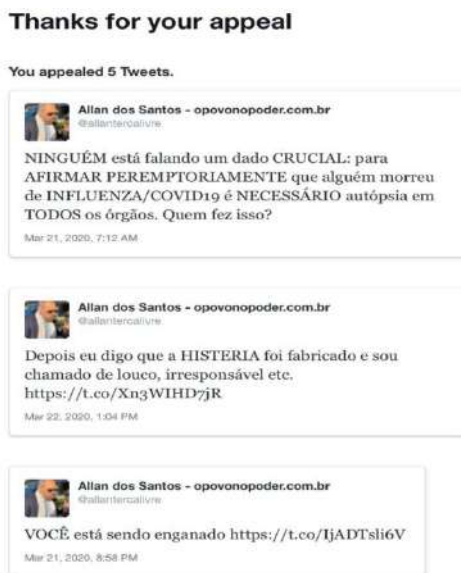 Thanks for your appeal
You appealed 5 Tweets.
Allan dos Santos - opovonopoder.com.br
@allantercalivre
NINGUÉM está falando um dado CRUCIAL: para
AFIRMAR PEREMPTORIAMENTE que alguém morreu
de INFLUENZA/COVID19 é NECESSÁRIO autópsia em
TODOS os órgãos. Quem fez isso?
Mar 21, 2020, 7:12 AM
Allan dos Santos - opovonopoder.com.br
@allantercalivre
Depois eu digo que a HISTERIA foi fabricado e sou
chamado de louco, irresponsável etc.
https://t.co/Xn3WIHD7jR
Mar 22, 2020, 1:04 PM
Allan dos Santos - opovonopoder.com.br
@allantercalivre
VOCÊ está sendo enganado https://t.co/IjADTsli6V
Mar 21, 2020, 8:58 PM